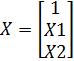 X = [ 1
X1
X2 ]